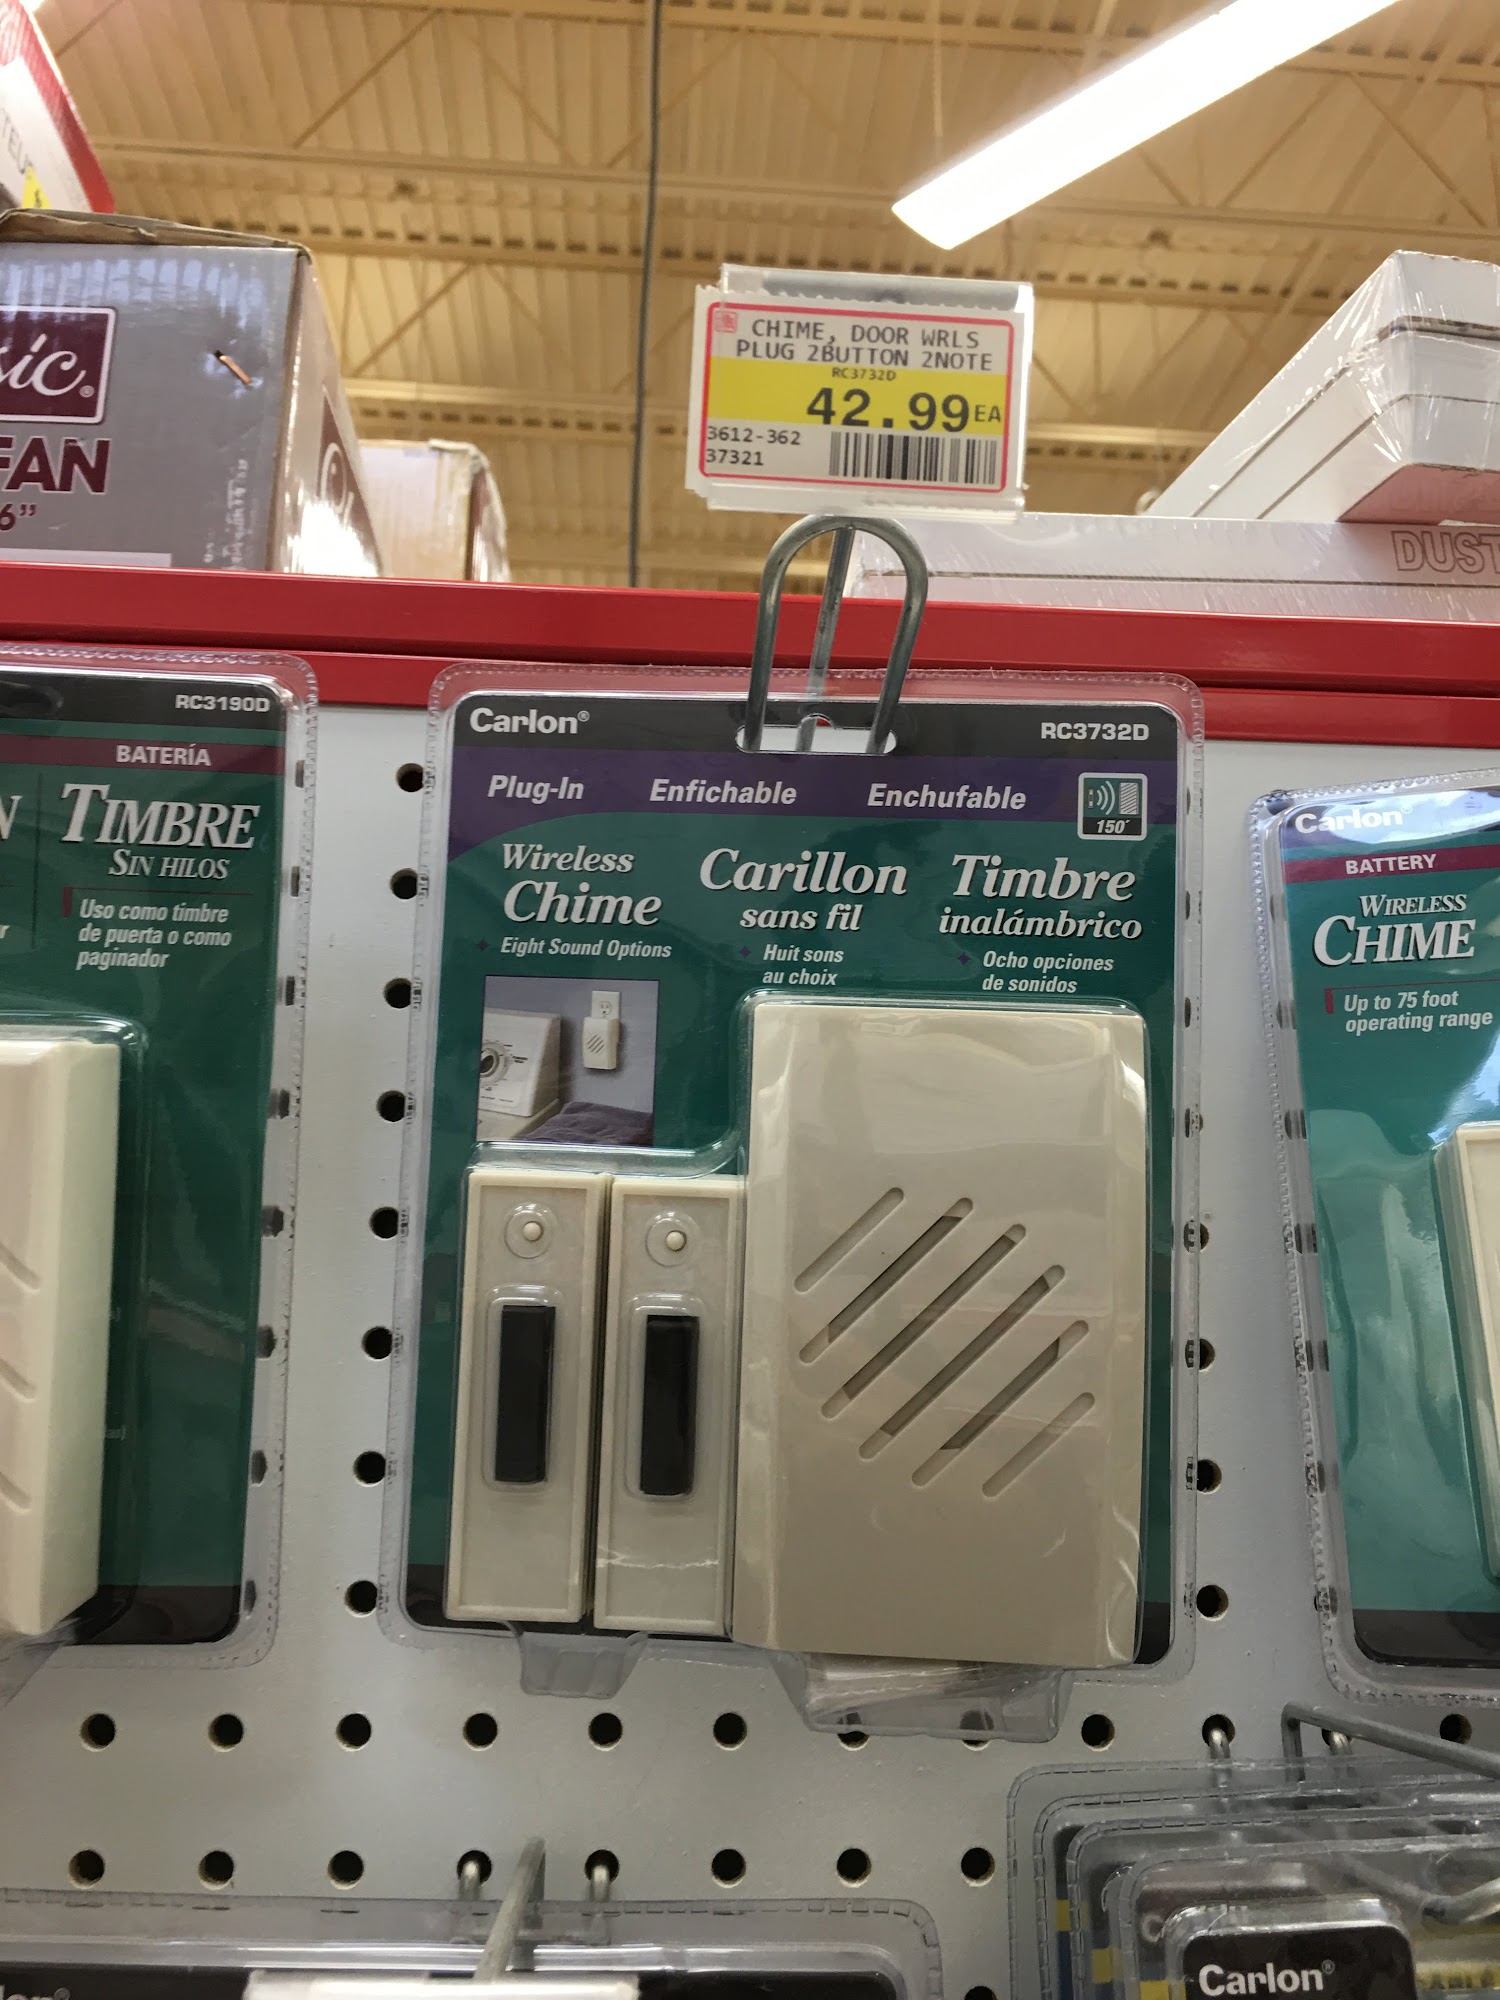 ic®
FAN
6"
CHIME, DOOR WRLS
PLUG 2BUTTON 2NOTE
RC3732D
42.99EA
3612-362
37321
DUST
RC3190D
BATERÍA
N
TIMBRE
SIN HILOS
Uso como timbre
de puerta o como
paginador
r
Carlon®
RC3732D
Plug-In
Enfichable
Enchufable
150'
Wireless
Chime
Eight Sound Options
Carillon
sans fil
Huit sons
au choix
Timbre
inalámbrico
Ocho opciones
de sonidos
Carlon®
BATTERY
WIRELESS
CHIME
Up to 75 foot
operating range
Carlon®